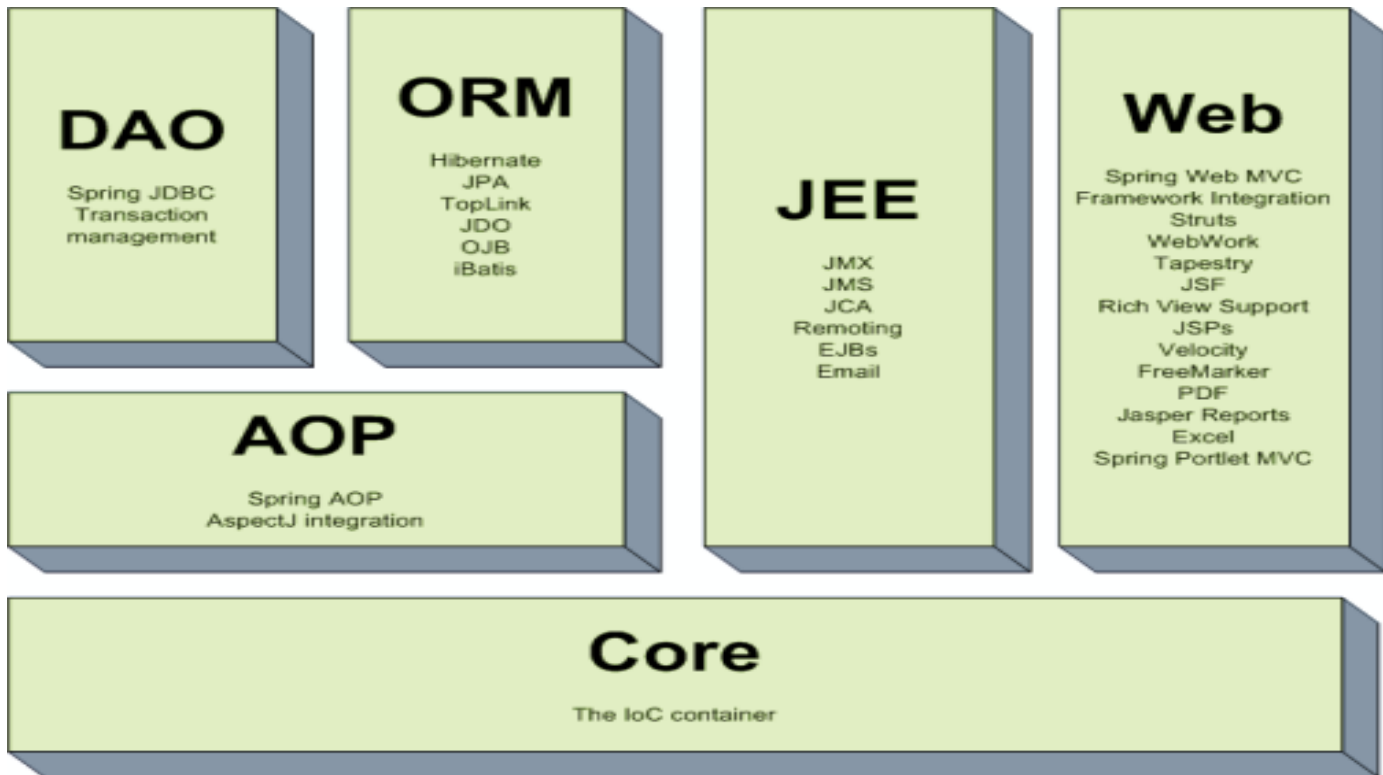 DAO
Spring JDBC
Transaction
management
ORM
Hibernate
JPA
TopLink
JDO
OJB
iBatis
JEE
JMX
JMS
JCA
Remoting
EJBs
Email
Web
Spring Web MVC
Framework Integration
Struts
WebWork
Tapestry
JSF
Rich View Support
JSPs
Velocity
FreeMarker
PDF
Jasper Reports
Excel
Spring Portlet MVC
AOP
Spring AOP
AspectJ integration
Core
The IoC container